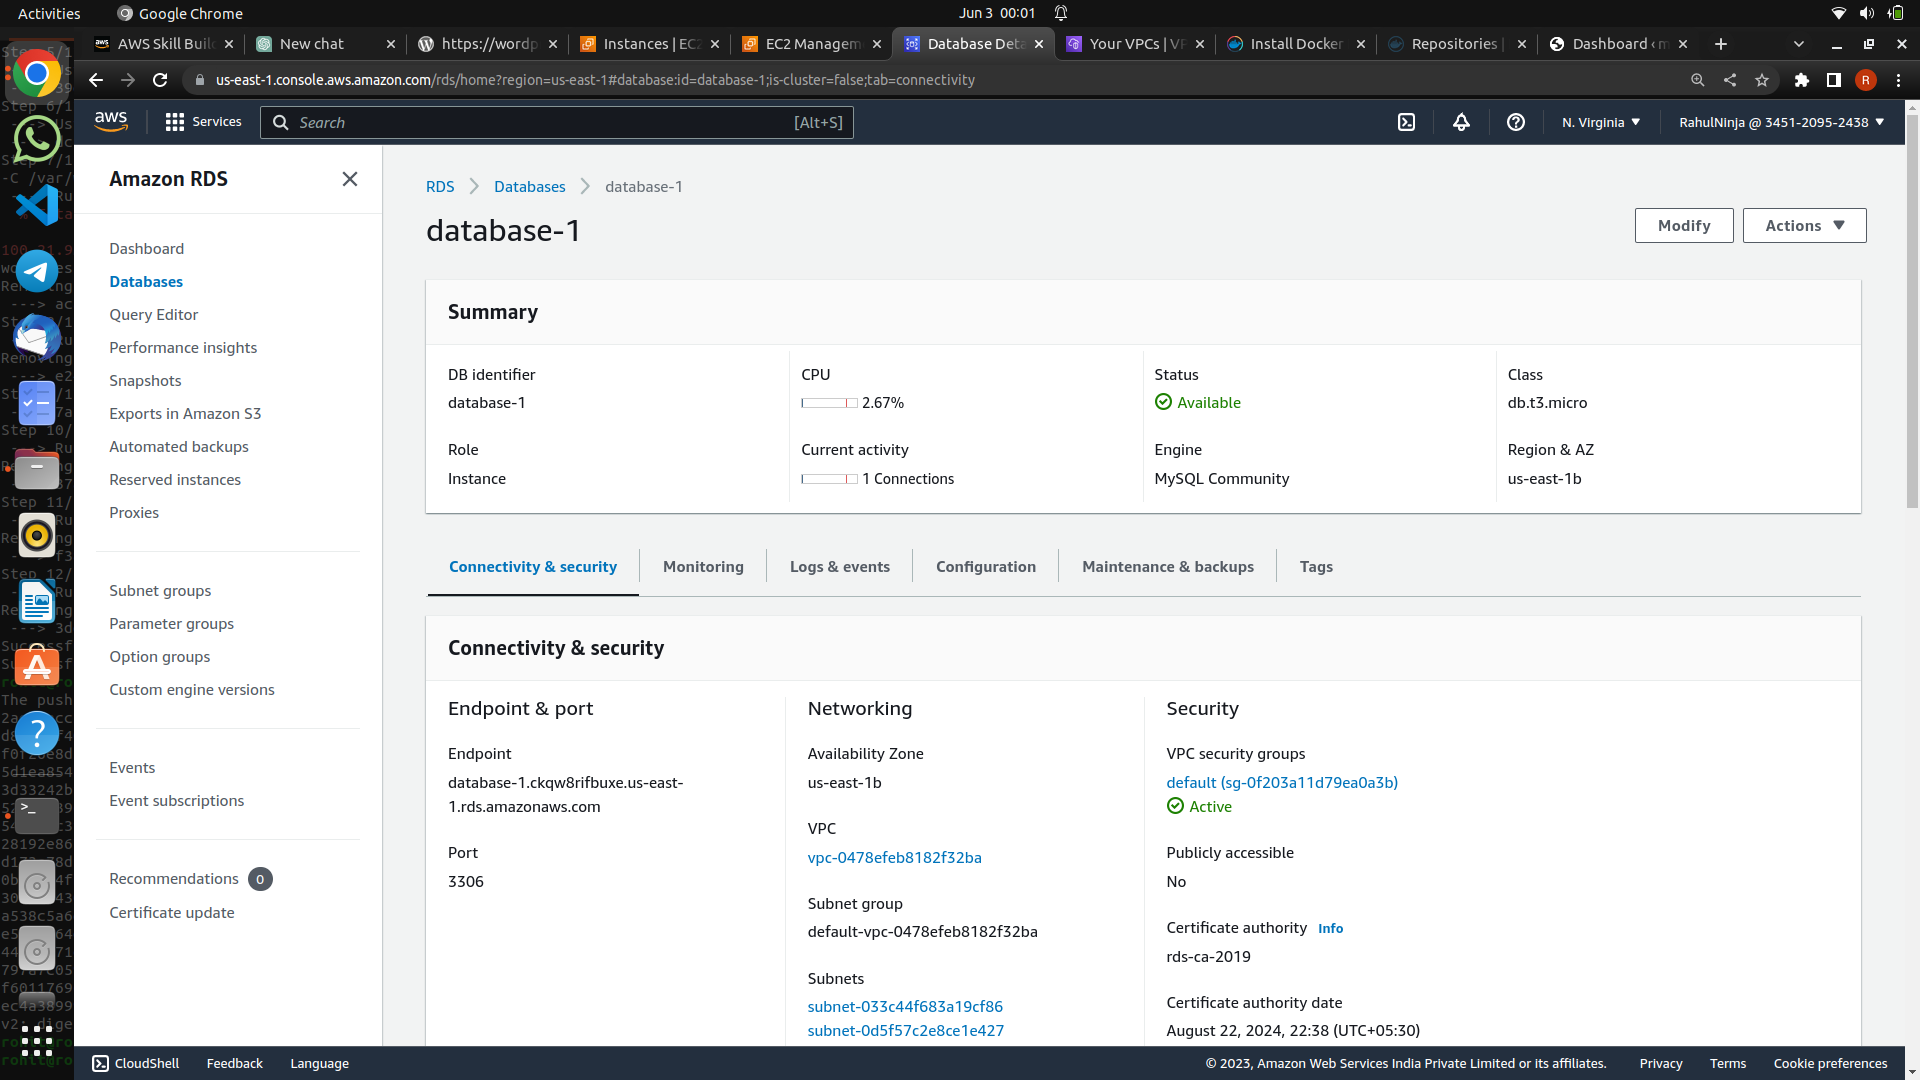 Activities
Google Chrome
Jun 3 00:01
AWS Skill Buil
New chat
https://wordp
Instances | EC2
EC2 Managem
Database Deta
Your VPCs | VP
Install Docker
Repositories |
Dashboard ‹ m
us-east-1.console.aws.amazon.com/rds/home?region=us-east-1#database:id=database-1;is-cluster=false;tab=connectivity
R
aws
Services
Search
[Alt+S]
N. Virginia
RahulNinja @ 3451-2095-2438
Amazon RDS
Dashboard
Databases
Query Editor
Performance insights
Snapshots
Exports in Amazon S3
Automated backups
Reserved instances
Proxies
Subnet groups
Parameter groups
Option groups
Custom engine versions
Events
Event subscriptions
Recommendations 0
Certificate update
RDS
Databases
database-1
database-1
Modify
Actions
Summary
DB identifier
database-1
CPU
2.67%
Status
Available
Class
db.t3.micro
Role
Instance
Current activity
1 Connections
Engine
MySQL Community
Region & AZ
us-east-1b
Connectivity & security
Monitoring
Logs & events
Configuration
Maintenance & backups
Tags
Connectivity & security
Endpoint & port
Endpoint
database-1.ckqw8rifbuxe.us-east-
1.rds.amazonaws.com
Port
3306
Networking
Availability Zone
us-east-1b
VPC
vpc-0478efeb8182f32ba
Subnet group
default-vpc-0478efeb8182f32ba
Subnets
subnet-033c44f683a19cf86
subnet-0d5f57c2e8ce1e427
Security
VPC security groups
default (sg-0f203a11d79ea0a3b)
Active
Publicly accessible
No
Certificate authority Info
rds-ca-2019
Certificate authority date
August 22, 2024, 22:38 (UTC+05:30)
CloudShell
Feedback
Language
© 2023, Amazon Web Services India Private Limited or its affiliates.
Privacy
Terms
Cookie preferences